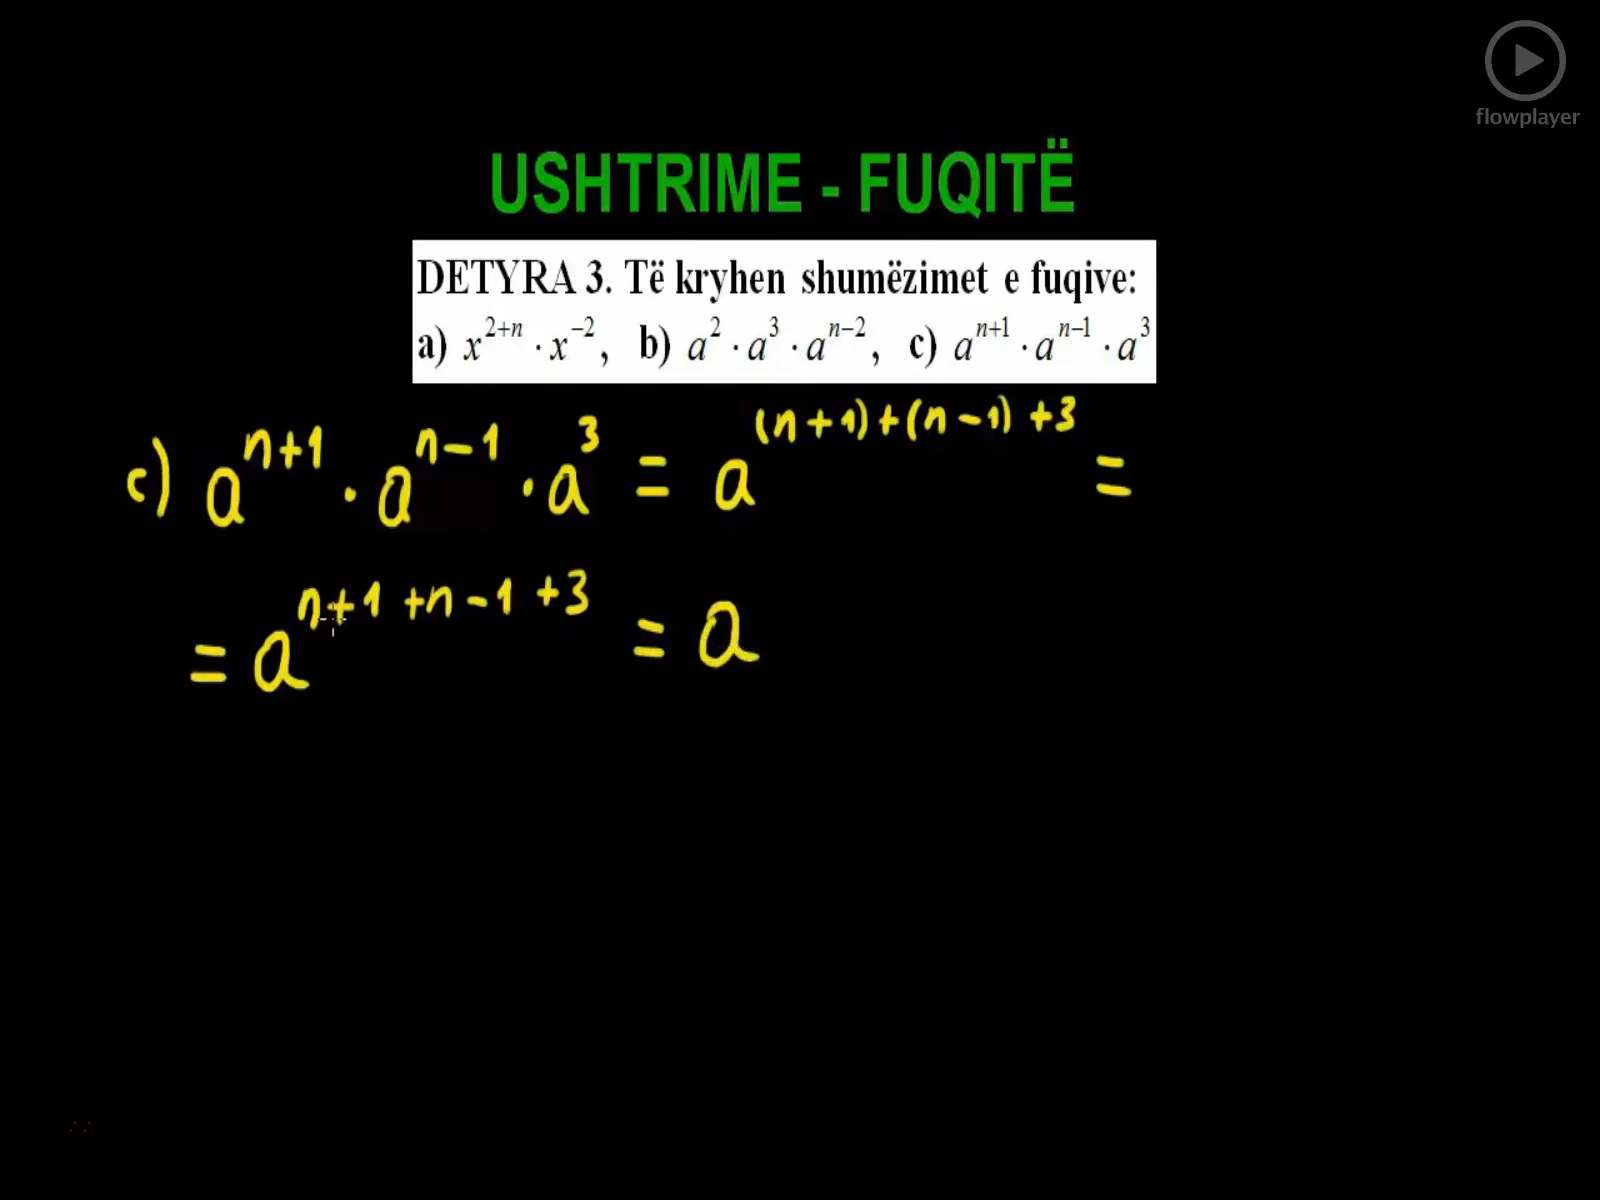 flowplayer
USHTRIME - FUQITË
DETYRA 3. Të kryhen shumëzimet e fuqive:
a) x^{2+n} · x^{-2}, b) a^{2} · a^{3} · a^{n-2}, c) a^{n+1} · a^{n-1} · a^{3}
c) a^{n+1} · a^{n-1} · a^{3} = a^{(n+1)+(n-1)+3} =
= a^{n+1+n-1+3} = a